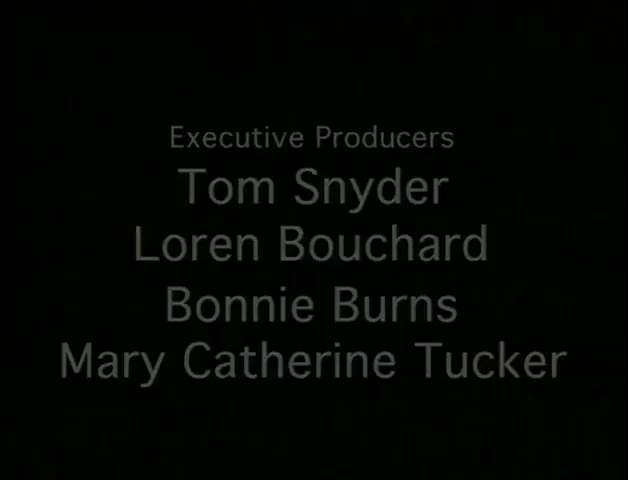 Executive Producers
Tom Snyder
Loren Bouchard
Bonnie Burns
Mary Catherine Tucker